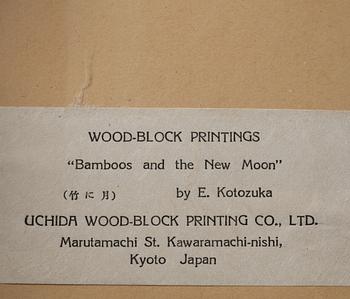 WOOD-BLOCK PRINTINGS
"Bamboos and the New Moon"
(竹に月) by E. Kotozuka
UCHIDA WOOD-BLOCK PRINTING CO., LTD.
Marutamachi St. Kawaramachi-nishi,
Kyoto Japan